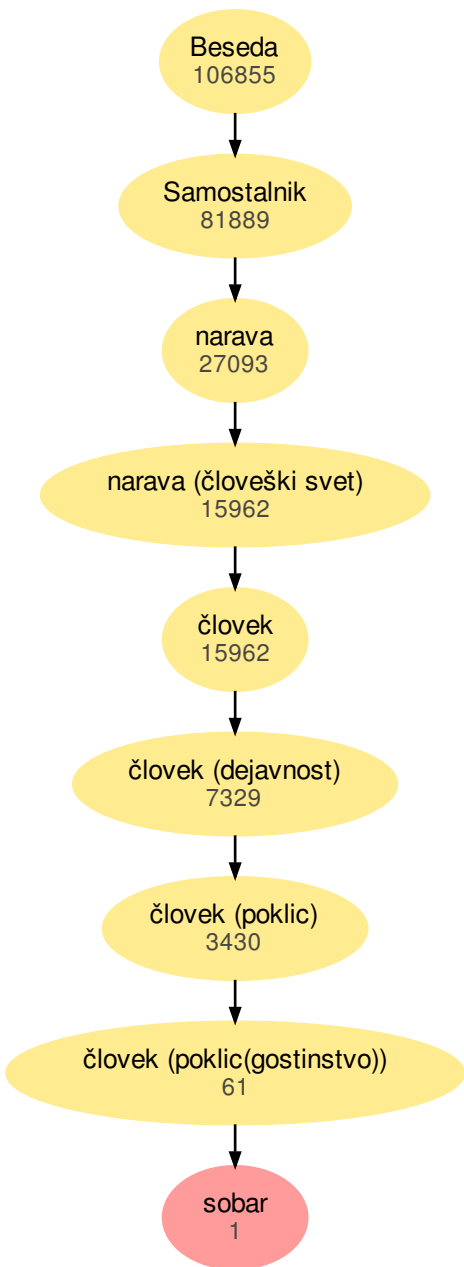 Beseda
106855
Samostalnik
81889
narava
27093
narava (človeški svet)
15962
človek
15962
človek (dejavnost)
7329
človek (poklic)
3430
človek (poklic(gostinstvo))
61
sobar
1